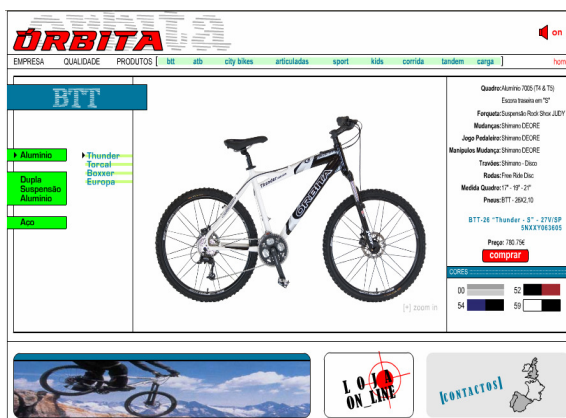 órbita
ÓRBITA
on
EMPRESA QUALIDADE PRODUTOS [ btt atb city bikes articuladas sport kids corrida tandem carga ] hom
BTT
Alumínio
Dupla
Suspensão
Alumínio
Aço
Thunder
Torcal
Boxxer
Europa
Thunder
ORBITA
Quadro: Alumínio 7005 (T4 & T5)
Escora traseira em "S"
Forqueta: Suspensão Rock Shox JUDY
Mudanças: Shimano DEORE
Jogo Pedaleiro: Shimano DEORE
Manipulos Mudança: Shimano DEORE
Travões: Shimano - Disco
Rodas: Free Ride Disc
Medida Quadro: 17" - 19" - 21"
Pneus: BTT - 26X2,10
BTT-26 "Thunder - S" - 27V/SP
5NXXY063605
Preço: 780.75€
comprar
CORES
00 52
54 59
[+] zoom in
LOJA
ON_LINE
[CONTACTOS]